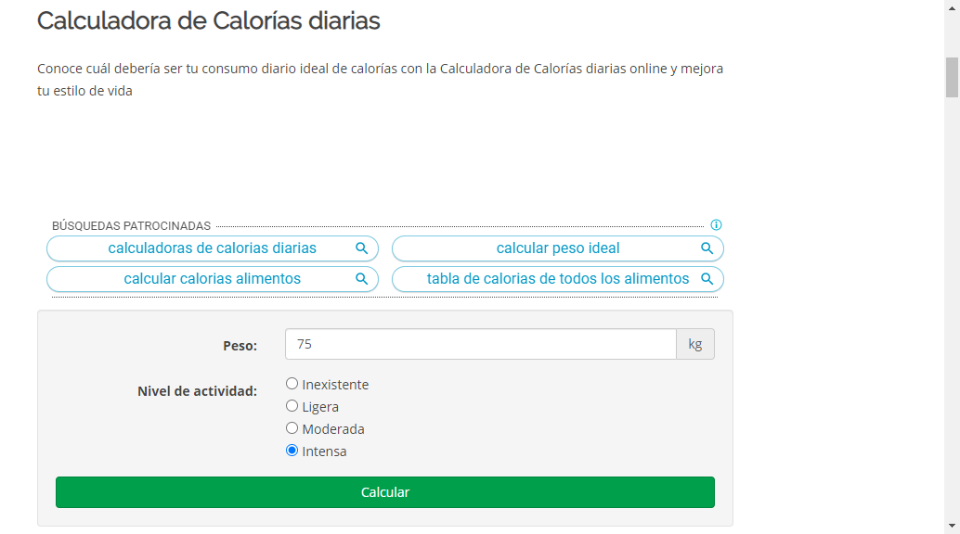 Calculadora de Calorías diarias
Conoce cuál debería ser tu consumo diario ideal de calorías con la Calculadora de Calorías diarias online y mejora
tu estilo de vida
BÚSQUEDAS PATROCINADAS
calculadoras de calorias diarias
calcular peso ideal
calcular calorias alimentos
tabla de calorias de todos los alimentos
Peso: 75 kg
Nivel de actividad: Inexistente
Ligera
Moderada
Intensa
Calcular